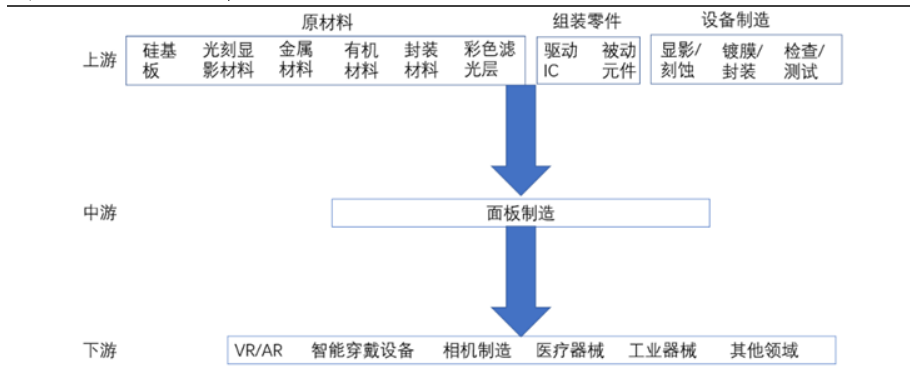 原材料 组装零件 设备制造
上游
硅基板
光刻显影材料
金属材料
有机材料
封装材料
彩色滤光层
驱动IC
被动元件
显影/刻蚀
镀膜/封装
检查/测试
中游
面板制造
下游
VR/AR 智能穿戴设备 相机制造 医疗器械 工业器械 其他领域